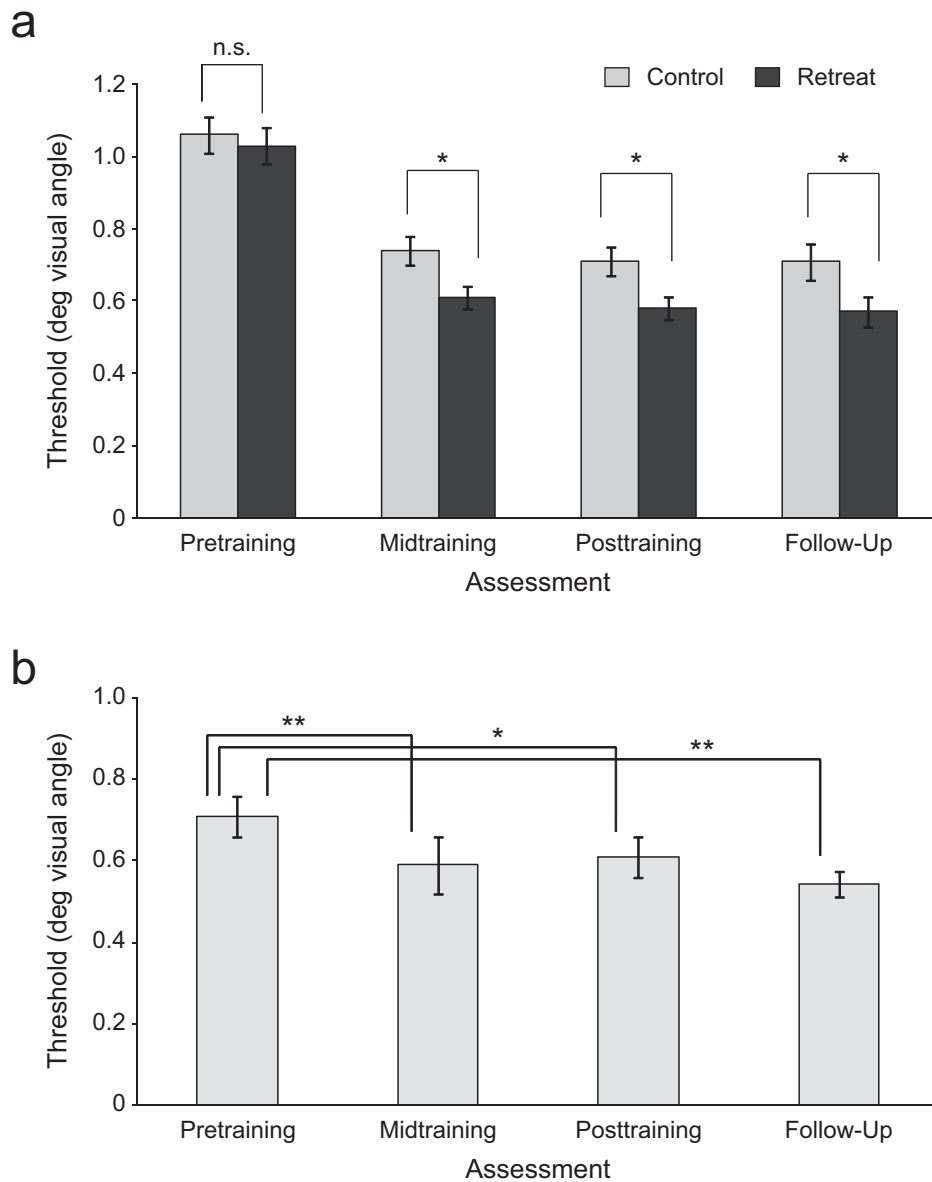 a
n.s.
Control Retreat
1.2
1.0
0.8
0.6
0.4
0.2
0
* * *
Threshold (deg visual angle)
Pretraining Midtraining Posttraining Follow-Up
Assessment
b
1.0
0.8
0.6
0.4
0.2
0
** * **
Threshold (deg visual angle)
Pretraining Midtraining Posttraining Follow-Up
Assessment